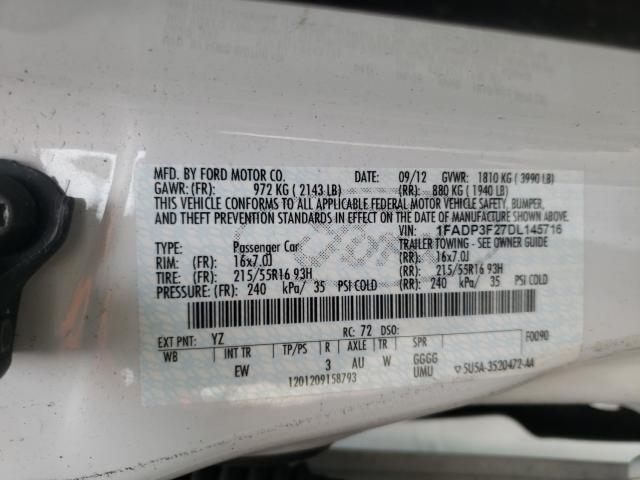 MFD. BY FORD MOTOR CO. DATE: 09/12 GVWR: 1810 KG ( 3990 LB)
GAWR: (FR): 972 KG ( 2143 LB) (RR): 880 KG ( 1940 LB)
THIS VEHICLE CONFORMS TO ALL APPLICABLE FEDERAL MOTOR VEHICLE SAFETY, BUMPER,
AND THEFT PREVENTION STANDARDS IN EFFECT ON THE DATE OF MANUFACTURE SHOWN ABOVE.
VIN: 1FADP3F27DL145716
TYPE: Passenger Car TRAILER TOWING - SEE OWNER GUIDE
RIM: (FR): 16x7.0J (RR): 16x7.0J
TIRE: (FR): 215/55R16 93H (RR): 215/55R16 93H
PRESSURE: (FR): 240 kPa/ 35 PSI COLD (RR): 240 kPa/ 35 PSI COLD
EXT PNT: YZ RC: 72 DSO: F0090
WB INT TR TP/PS R AXLE TR SPR
EW 3 AU W GGGG
UMU
1201209158793 5U5A-3520472-AA